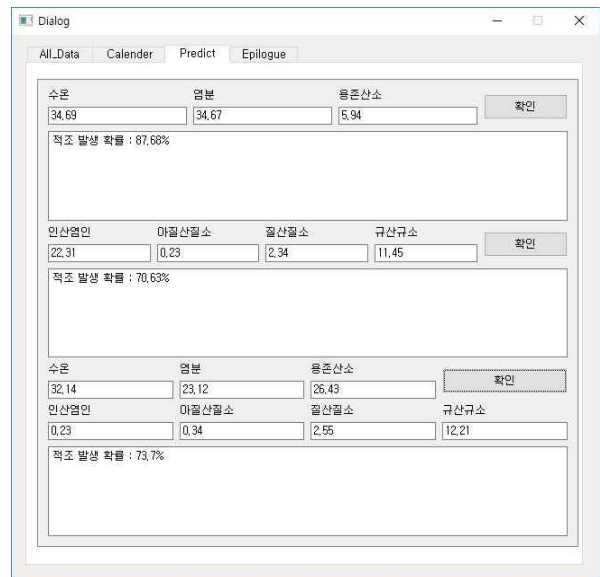 Dialog
All_Data Calender Predict Epilogue
수온 염분 용존산소
34,69 34,67 5,94 확인
적조 발생 확률 : 87,68%
인산염인 아질산질소 질산질소 규산규소
22,31 0,23 2,34 11,45 확인
적조 발생 확률 : 70,63%
수온 염분 용존산소
32,14 23,12 26,43 확인
인산염인 아질산질소 질산질소 규산규소
0,23 0,34 2,55 12,21
적조 발생 확률 : 73,7%